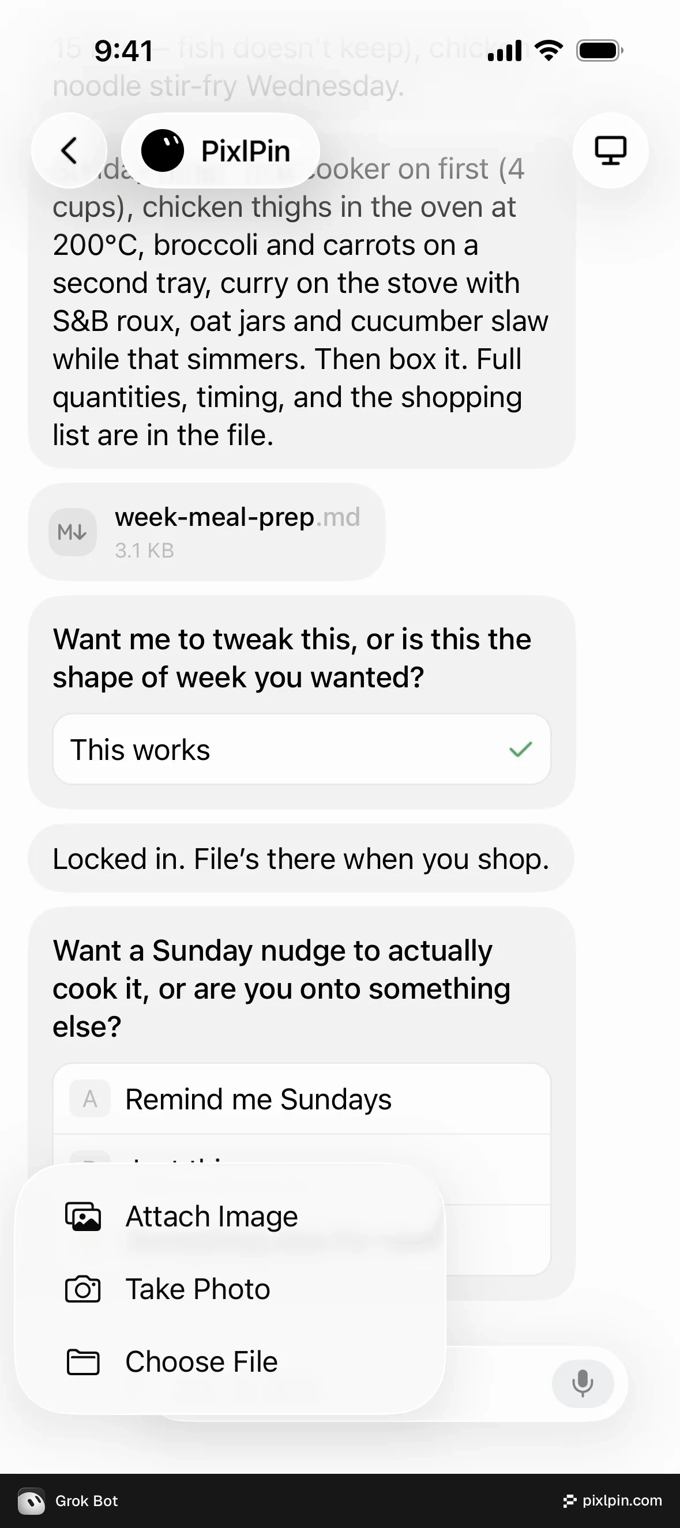 9:41
15 – fish doesn't keep), chicken
noodle stir-fry Wednesday.
PixlPin
cooker on first (4
cups), chicken thighs in the oven at
200°C, broccoli and carrots on a
second tray, curry on the stove with
S&B roux, oat jars and cucumber slaw
while that simmers. Then box it. Full
quantities, timing, and the shopping
list are in the file.
M↓
week-meal-prep.md
3.1 KB
Want me to tweak this, or is this the
shape of week you wanted?
This works
Locked in. File’s there when you shop.
Want a Sunday nudge to actually
cook it, or are you onto something
else?
A Remind me Sundays
Attach Image
Take Photo
Choose File
Grok Bot
pixlpin.com